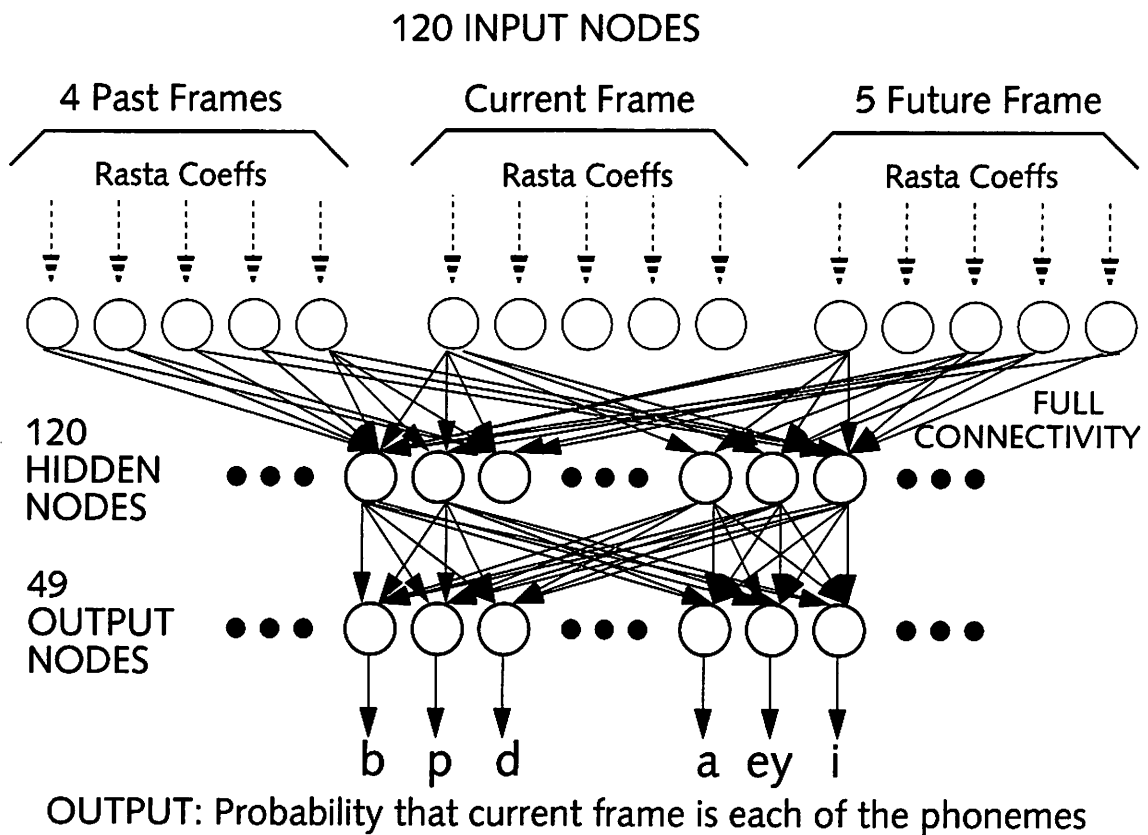 120 INPUT NODES
4 Past Frames
Current Frame
5 Future Frame
Rasta Coeffs
Rasta Coeffs
Rasta Coeffs
FULL
CONNECTIVITY
120
HIDDEN
NODES
49
OUTPUT
NODES
b p d a ey i
OUTPUT: Probability that current frame is each of the phonemes